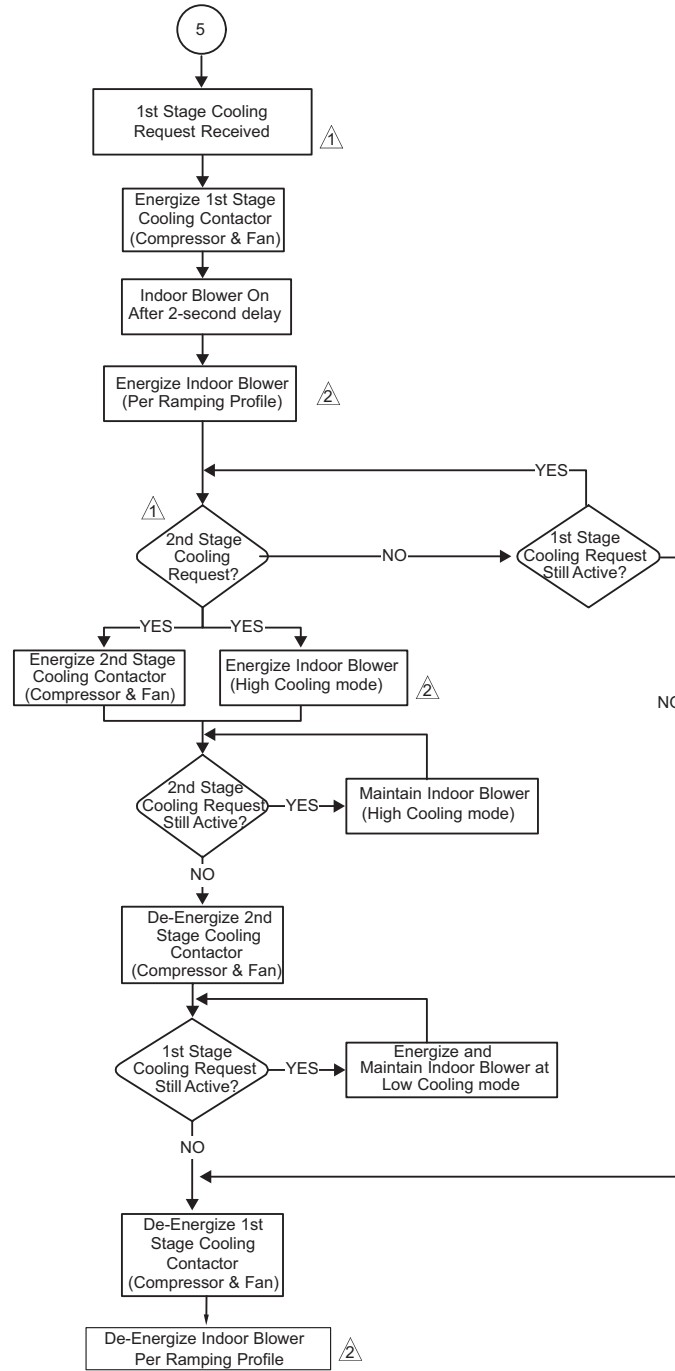 5
1st Stage Cooling
Request Received
1
Energize 1st Stage
Cooling Contactor
(Compressor & Fan)
Indoor Blower On
After 2-second delay
Energize Indoor Blower
(Per Ramping Profile)
2
YES
1
2nd Stage
Cooling
Request?
NO
1st Stage
Cooling Request
Still Active?
YES
YES
Energize 2nd Stage
Cooling Contactor
(Compressor & Fan)
Energize Indoor Blower
(High Cooling mode)
2
NO
2nd Stage
Cooling Request
Still Active?
YES
Maintain Indoor Blower
(High Cooling mode)
NO
De-Energize 2nd
Stage Cooling
Contactor
(Compressor & Fan)
1st Stage
Cooling Request
Still Active?
YES
Energize and
Maintain Indoor Blower at
Low Cooling mode
NO
De-Energize 1st
Stage Cooling
Contactor
(Compressor & Fan)
De-Energize Indoor Blower
Per Ramping Profile
2